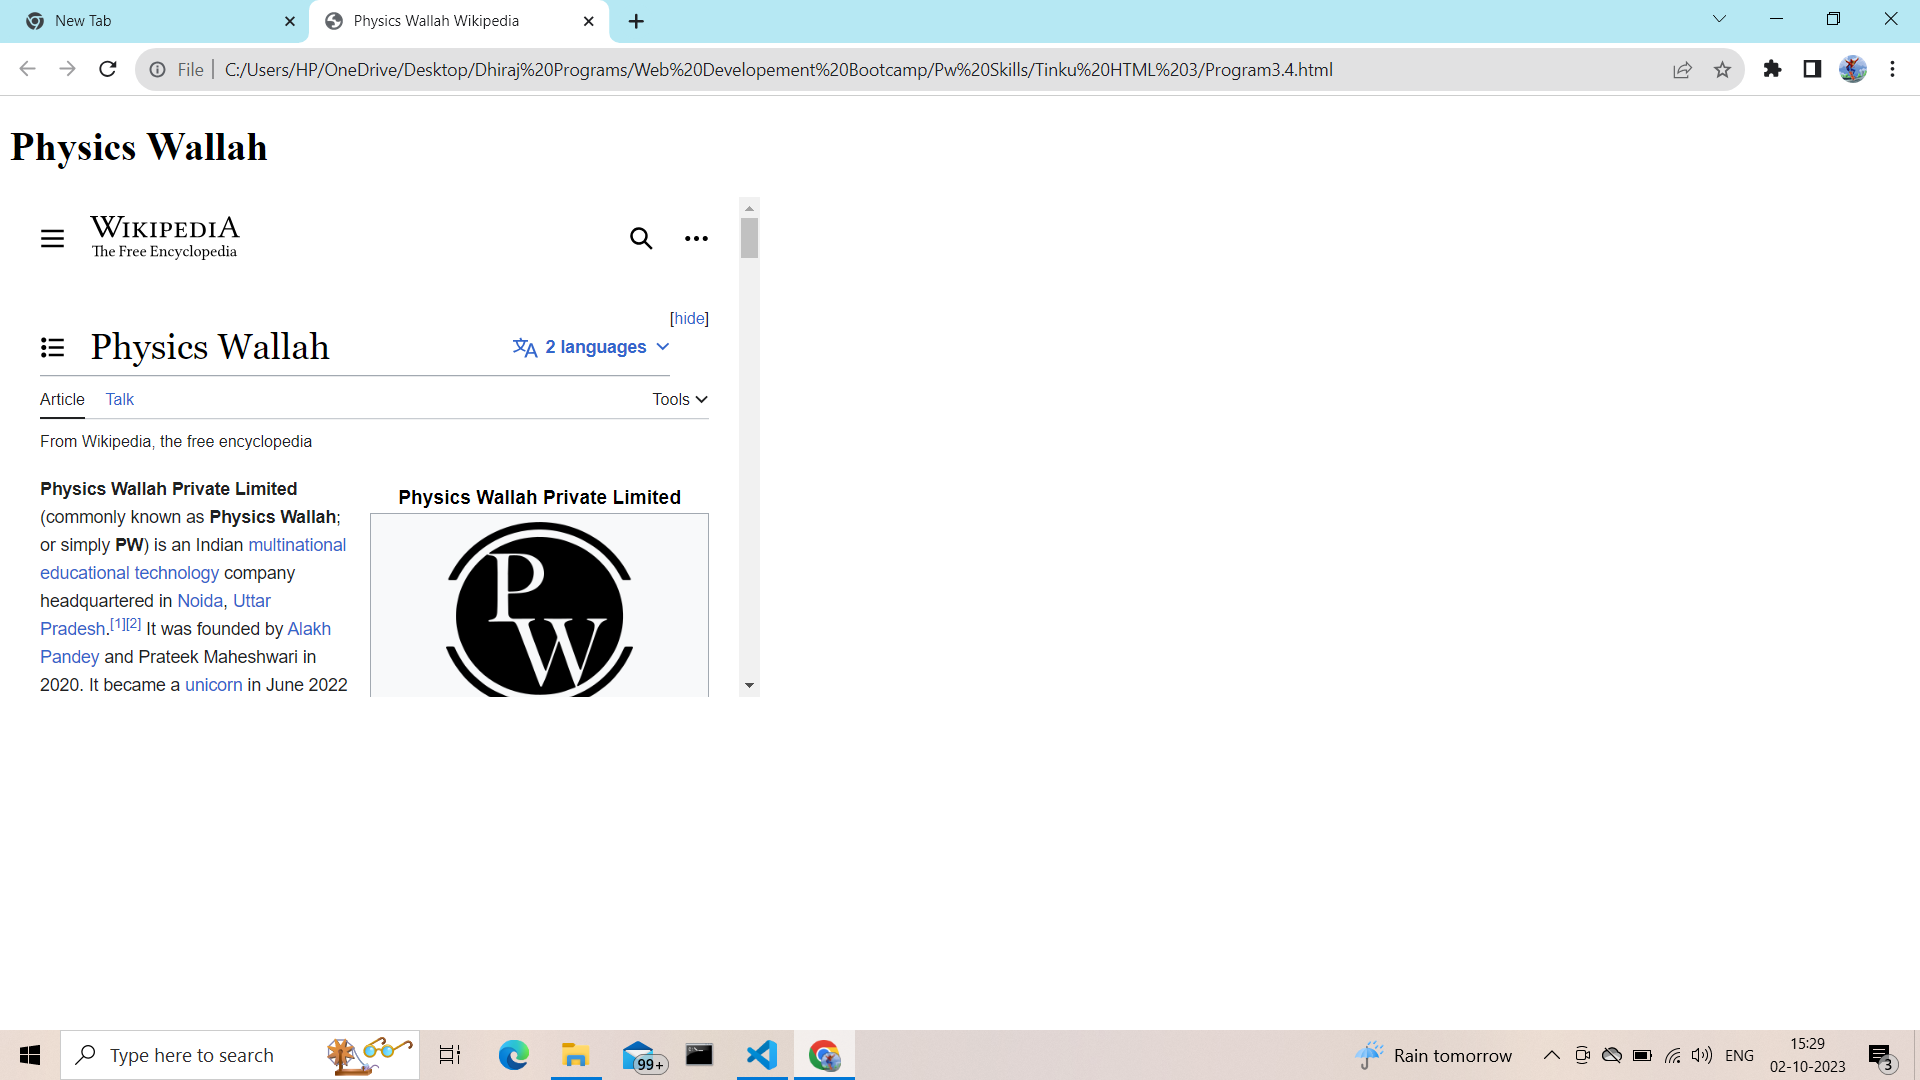 New Tab
Physics Wallah Wikipedia
File
C:/Users/HP/OneDrive/Desktop/Dhiraj%20Programs/Web%20Developement%20Bootcamp/Pw%20Skills/Tinku%20HTML%203/Program3.4.html
Physics Wallah
WIKIPEDIA
The Free Encyclopedia
[hide]
Physics Wallah
文A 2 languages
Article Talk
Tools
From Wikipedia, the free encyclopedia
Physics Wallah Private Limited
(commonly known as Physics Wallah;
or simply PW) is an Indian multinational
educational technology company
headquartered in Noida, Uttar
Pradesh.[1][2] It was founded by Alakh
Pandey and Prateek Maheshwari in
2020. It became a unicorn in June 2022
Physics Wallah Private Limited
P
W
Type here to search
99+
Rain tomorrow
ENG
15:29
02-10-2023
3